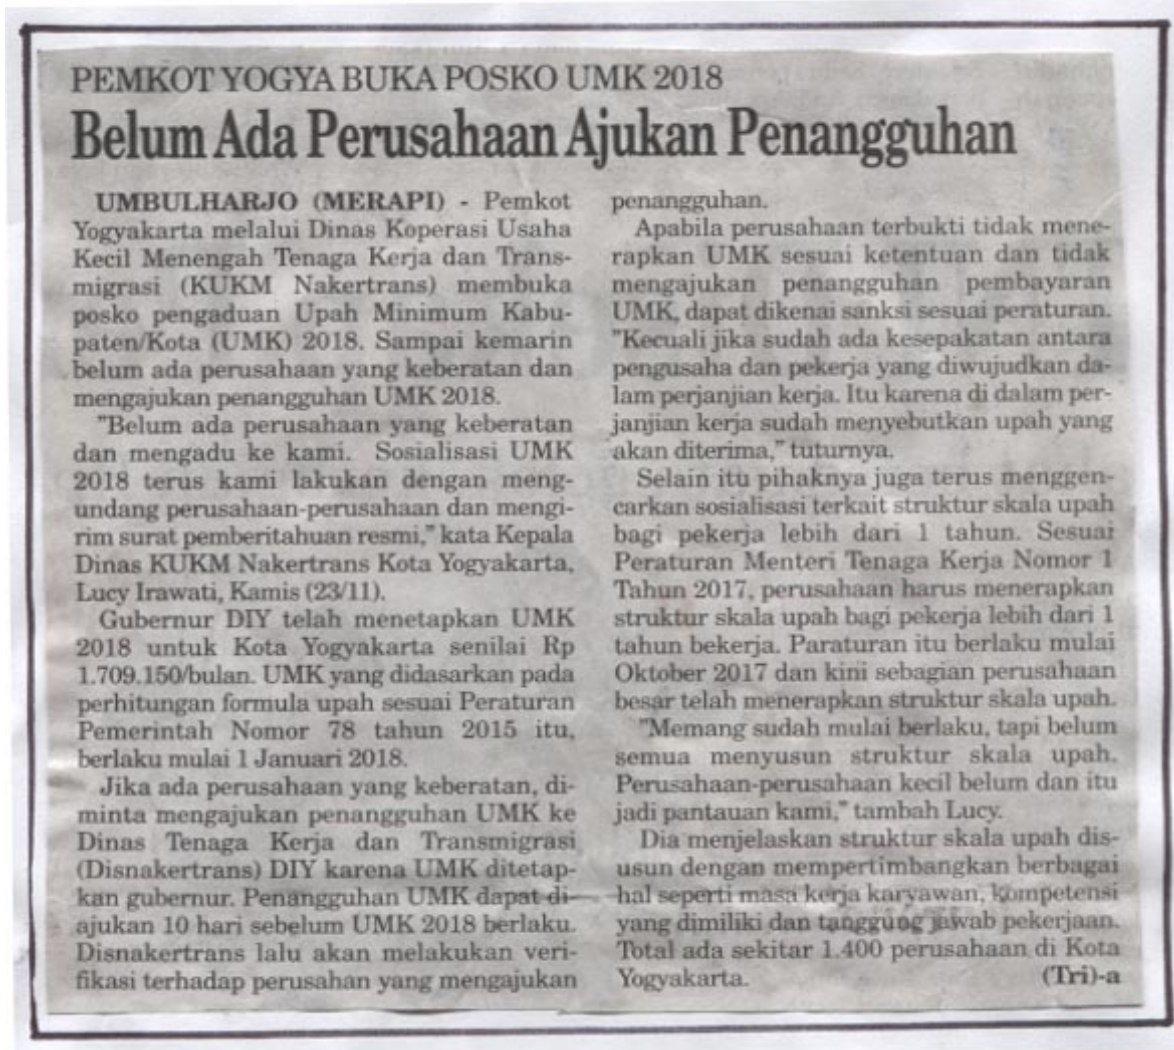 PEMKOT YOGYA BUKA POSKO UMK 2018
Belum Ada Perusahaan Ajukan Penangguhan
UMBULHARJO (MERAPI) - Pemkot
Yogyakarta melalui Dinas Koperasi Usaha
Kecil Menengah Tenaga Kerja dan Trans-
migrasi (KUKM Nakertrans) membuka
posko pengaduan Upah Minimum Kabu-
paten/Kota (UMK) 2018. Sampai kemarin
belum ada perusahaan yang keberatan dan
mengajukan penangguhan UMK 2018.
"Belum ada perusahaan yang keberatan
dan mengadu ke kami. Sosialisasi UMK
2018 terus kami lakukan dengan meng-
undang perusahaan-perusahaan dan mengi-
rim surat pemberitahuan resmi," kata Kepala
Dinas KUKM Nakertrans Kota Yogyakarta,
Lucy Irawati, Kamis (23/11).
Gubernur DIY telah menetapkan UMK
2018 untuk Kota Yogyakarta senilai Rp
1.709.150/bulan. UMK yang didasarkan pada
perhitungan formula upah sesuai Peraturan
Pemerintah Nomor 78 tahun 2015 itu,
berlaku mulai 1 Januari 2018.
Jika ada perusahaan yang keberatan, di-
minta mengajukan penangguhan UMK ke
Dinas Tenaga Kerja dan Transmigrasi
(Disnakertrans) DIY karena UMK ditetap-
kan gubernur. Penangguhan UMK dapat di-
ajukan 10 hari sebelum UMK 2018 berlaku.
Disnakertrans lalu akan melakukan veri-
fikasi terhadap perusahan yang mengajukan
penangguhan.
Apabila perusahaan terbukti tidak mene-
rapkan UMK sesuai ketentuan dan tidak
mengajukan penangguhan pembayaran
UMK, dapat dikenai sanksi sesuai peraturan.
"Kecuali jika sudah ada kesepakatan antara
pengusaha dan pekerja yang diwujudkan da-
lam perjanjian kerja. Itu karena di dalam per-
janjian kerja sudah menyebutkan upah yang
akan diterima," tuturnya.
Selain itu pihaknya juga terus menggen-
carkan sosialisasi terkait struktur skala upah
bagi pekerja lebih dari 1 tahun. Sesuai
Peraturan Menteri Tenaga Kerja Nomor 1
Tahun 2017, perusahaan harus menerapkan
struktur skala upah bagi pekerja lebih dari 1
tahun bekerja. Paraturan itu berlaku mulai
Oktober 2017 dan kini sebagian perusahaan
besar telah menerapkan struktur skala upah.
"Memang sudah mulai berlaku, tapi belum
semua menyusun struktur skala upah.
Perusahaan-perusahaan kecil belum dan itu
jadi pantauan kami," tambah Lucy.
Dia menjelaskan struktur skala upah dis-
usun dengan mempertimbangkan berbagai
hal seperti masa kerja karyawan, kompetensi
yang dimiliki dan tanggung jawab pekerjaan.
Total ada sekitar 1.400 perusahaan di Kota
Yogyakarta. (Tri)-a